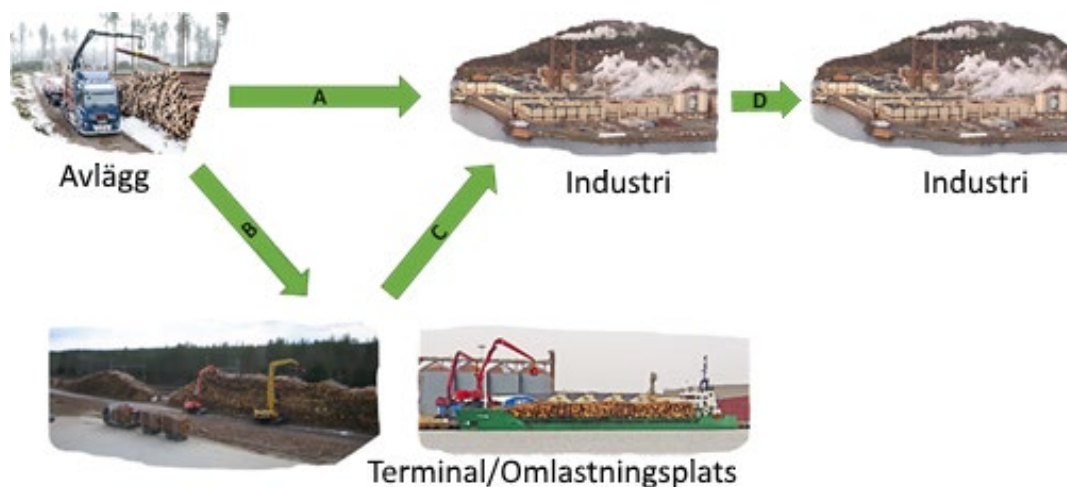 A
D
Avlägg
Industri
Industri
B
C
Terminal/Omlastningsplats